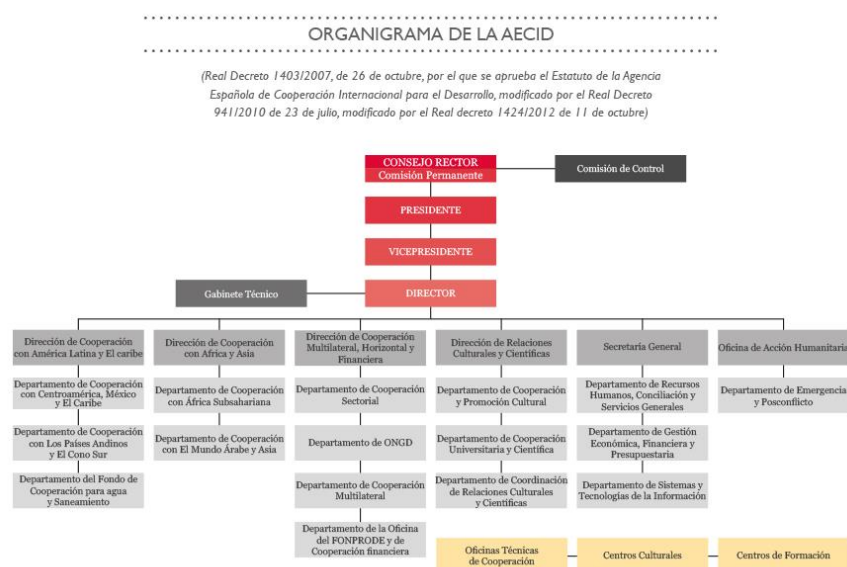 ORGANIGRAMA DE LA AECID
(Real Decreto 1403/2007, de 26 de octubre, por el que se aprueba el Estatuto de la Agencia
Española de Cooperación Internacional para el Desarrollo, modificado por el Real Decreto
941/2010 de 23 de julio, modificado por el Real decreto 1424/2012 de 11 de octubre)
CONSEJO RECTOR
Comisión Permanente
Comisión de Control
PRESIDENTE
VICEPRESIDENTE
Gabinete Técnico
DIRECTOR
Dirección de Cooperación
con América Latina y El caribe
Departamento de Cooperación
con Centroamérica, México
y El Caribe
Departamento de Cooperación
con Los Países Andinos
y El Cono Sur
Departamento del Fondo de
Cooperación para agua
y Saneamiento
Dirección de Cooperación
con Africa y Asia
Departamento de Cooperación
con África Subsahariana
Departamento de Cooperación
con El Mundo Árabe y Asia
Dirección de Cooperación
Multilateral, Horizontal y
Financiera
Departamento de Cooperación
Sectorial
Departamento de ONGD
Departamento de Cooperación
Multilateral
Departamento de la Oficina
del FONPRODE y de
Cooperación financiera
Dirección de Relaciones
Culturales y Científicas
Departamento de Cooperación
y Promoción Cultural
Departamento de Cooperación
Universitaria y Científica
Departamento de Coordinación
de Relaciones Culturales
y Científicas
Secretaría General
Departamento de Recursos
Humanos, Conciliación y
Servicios Generales
Departamento de Gestión
Económica, Financiera y
Presupuestaria
Departamento de Sistemas y
Tecnologías de la Información
Oficina de Acción Humanitaria
Departamento de Emergencia
y Posconflicto
Oficinas Técnicas
de Cooperación
Centros Culturales
Centros de Formación